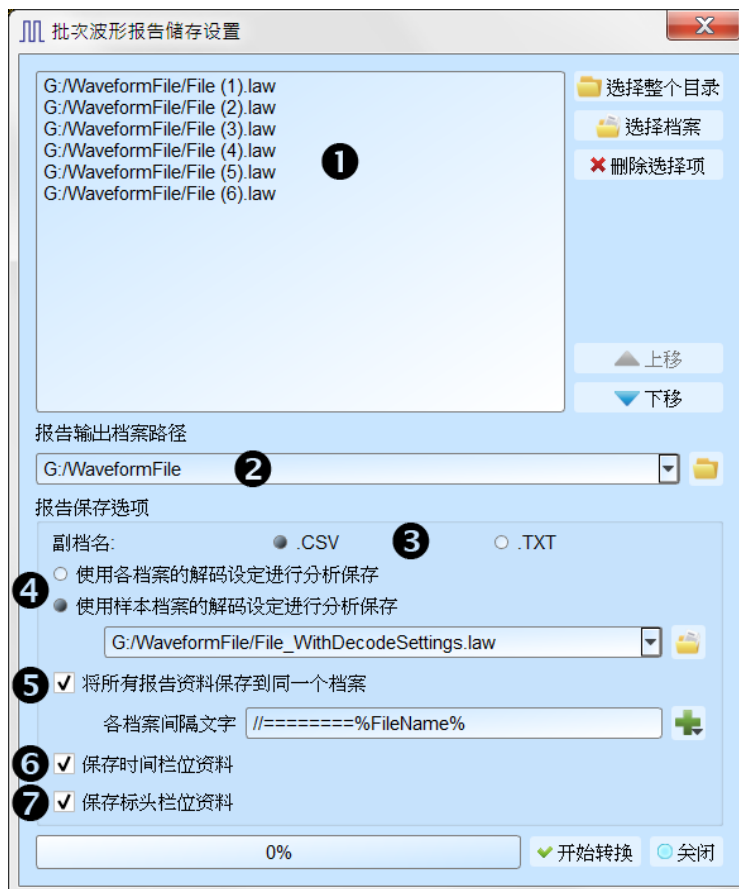 批次波形报告储存设置
X
G:/WaveformFile/File (1).law
G:/WaveformFile/File (2).law
G:/WaveformFile/File (3).law
G:/WaveformFile/File (4).law
G:/WaveformFile/File (5).law
G:/WaveformFile/File (6).law
❶
选择整个目录
选择档案
删除选择项
上移
下移
报告输出档案路径
G:/WaveformFile ❷
报告保存选项
副档名: .CSV ❸ .TXT
❹
使用各档案的解码设定进行分析保存
使用样本档案的解码设定进行分析保存
G:/WaveformFile/File_WithDecodeSettings.law
❺ 将所有报告资料保存到同一个档案
各档案间隔文字 //========%FileName%
❻ 保存时间栏位资料
❼ 保存标头栏位资料
0% 开始转换 关闭